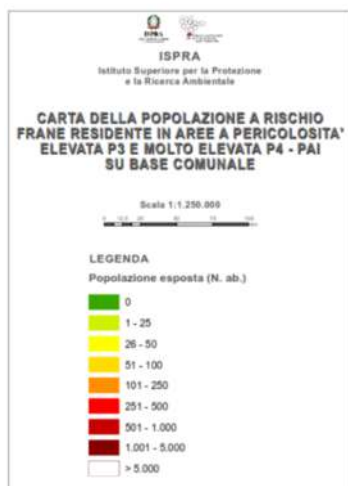 ISPRA
ISPRA
Istituto Superiore per la Protezione
e la Ricerca Ambientale
CARTA DELLA POPOLAZIONE A RISCHIO
FRANE RESIDENTE IN AREE A PERICOLOSITA'
ELEVATA P3 E MOLTO ELEVATA P4 - PAI
SU BASE COMUNALE
Scala 1:1.250.000
LEGENDA
Popolazione esposta (N. ab.)
0
1 - 25
26 - 50
51 - 100
101 - 250
251 - 500
501 - 1.000
1.001 - 5.000
> 5.000